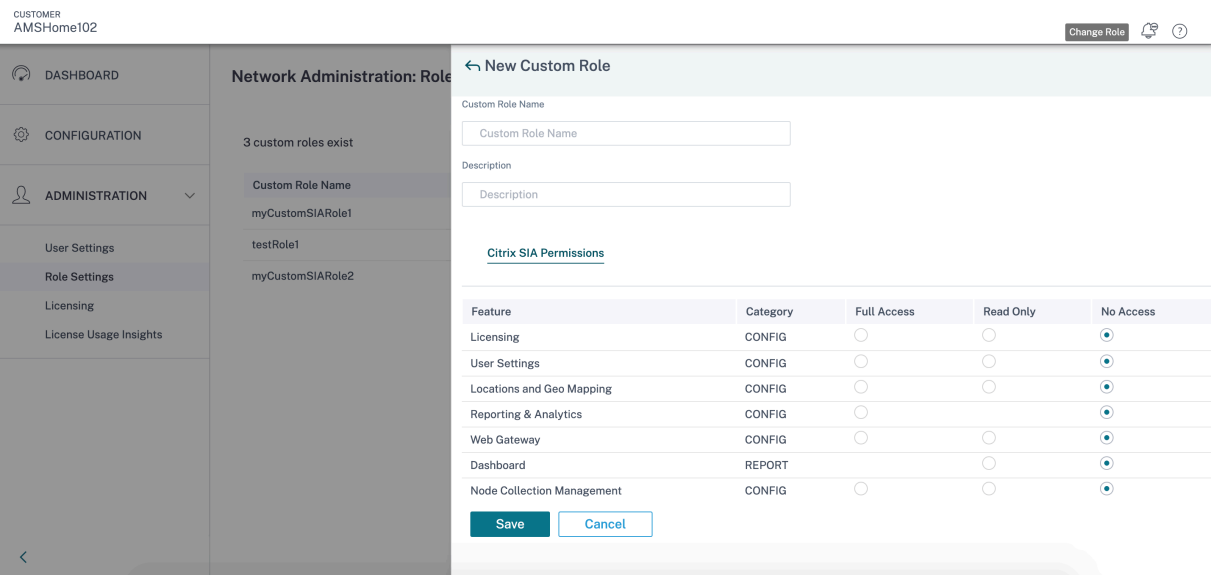 CUSTOMER
AMSHome102
Change Role
?
DASHBOARD
CONFIGURATION
ADMINISTRATION
User Settings
Role Settings
Licensing
License Usage Insights
Network Administration: Role
3 custom roles exist
Custom Role Name
myCustomSIARole1
testRole1
myCustomSIARole2
New Custom Role
Custom Role Name
Custom Role Name
Description
Description
Citrix SIA Permissions
Feature Category Full Access Read Only No Access
Licensing CONFIG
User Settings CONFIG
Locations and Geo Mapping CONFIG
Reporting & Analytics CONFIG
Web Gateway CONFIG
Dashboard REPORT
Node Collection Management CONFIG
Save Cancel